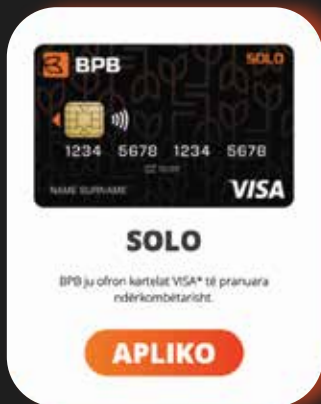 BPB
SOLO
1234 5678 1234 5678
NAME SURNAME
VISA
SOLO
BPB ju ofron kartelat VISA* të pranuara
ndërkombëtarisht.
APLIKO